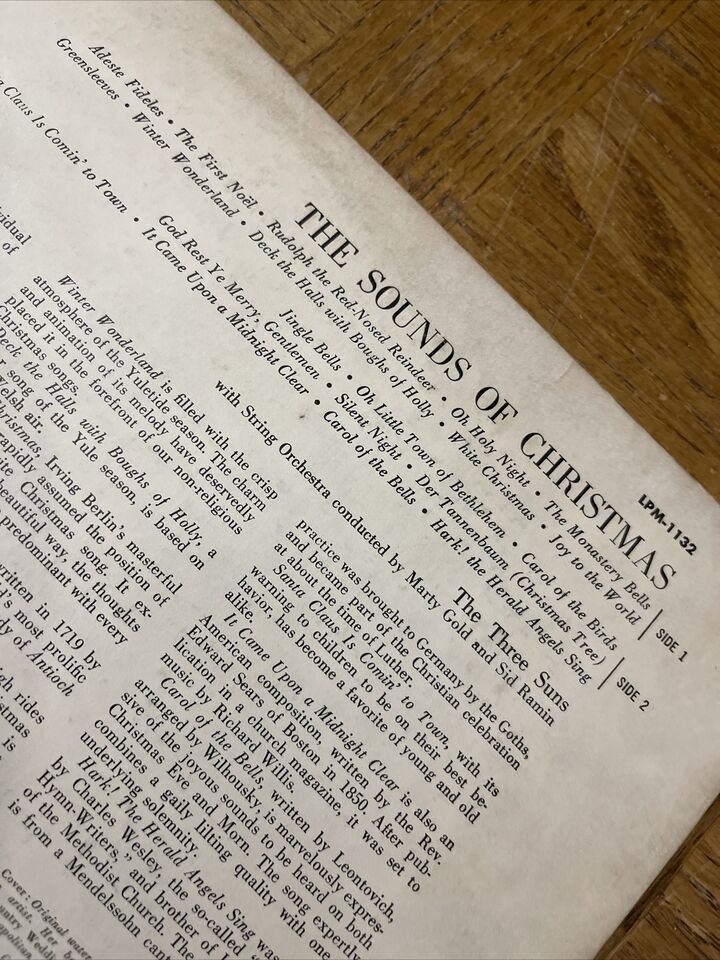 LPM-1132
THE SOUNDS OF CHRISTMAS
Adeste Fideles • The First Noël • Rudolph the Red-Nosed Reindeer • Oh Holy Night • The Monastery Bells
Greensleeves • Winter Wonderland • Deck the Halls with Boughs of Holly • White Christmas • Joy to the World
SIDE 1
Jingle Bells • Oh Little Town of Bethlehem • Carol of the Birds
God Rest Ye Merry, Gentlemen • Silent Night • Der Tannenbaum (Christmas Tree)
Claus Is Comin' to Town • It Came Upon a Midnight Clear • Carol of the Bells • Hark! the Herald Angels Sing
SIDE 2
The Three Suns
with String Orchestra conducted by Marty Gold and Sid Ramin
of
Winter Wonderland is filled with the crisp
atmosphere of the Yuletide season. The charm
and animation of its melody have deservedly
placed it in the forefront of our non-religious
Christmas songs.
Deck the Halls with Boughs of Holly, a
song of the Yule season, is based on
Welsh air.
Christmas, Irving Berlin's masterful
rapidly assumed the position of
Christmas song. It ex-
beautiful way, the thoughts
predominant with every
written in 1719 by
most prolific
of Antioch
rides
is
practice was brought to Germany by the Goths,
and became part of the Christian celebration
at about the time of Luther.
Santa Claus Is Comin' to Town, with its
warning to children to be on their best be-
havior, has become a favorite of young and old
alike.
It Came Upon a Midnight Clear is also an
American composition, written by the Rev.
Edward Sears of Boston in 1850. After pub-
lication in a church magazine, it was set to
music by Richard Willis.
Carol of the Bells, written by Leontovich,
arranged by Wilhousky, is marvelously expres-
sive of the joyous sounds to be heard on both
Christmas Eve and Morn. The song expertly
combines a gaily lilting quality with one
underlying solemnity.
Hark! The Herald Angels Sing was
by Charles Wesley, the so-called
Hymn-Writers," and brother of
of the Methodist Church. The
is from a Mendelssohn
Cover: Original
artist. Her